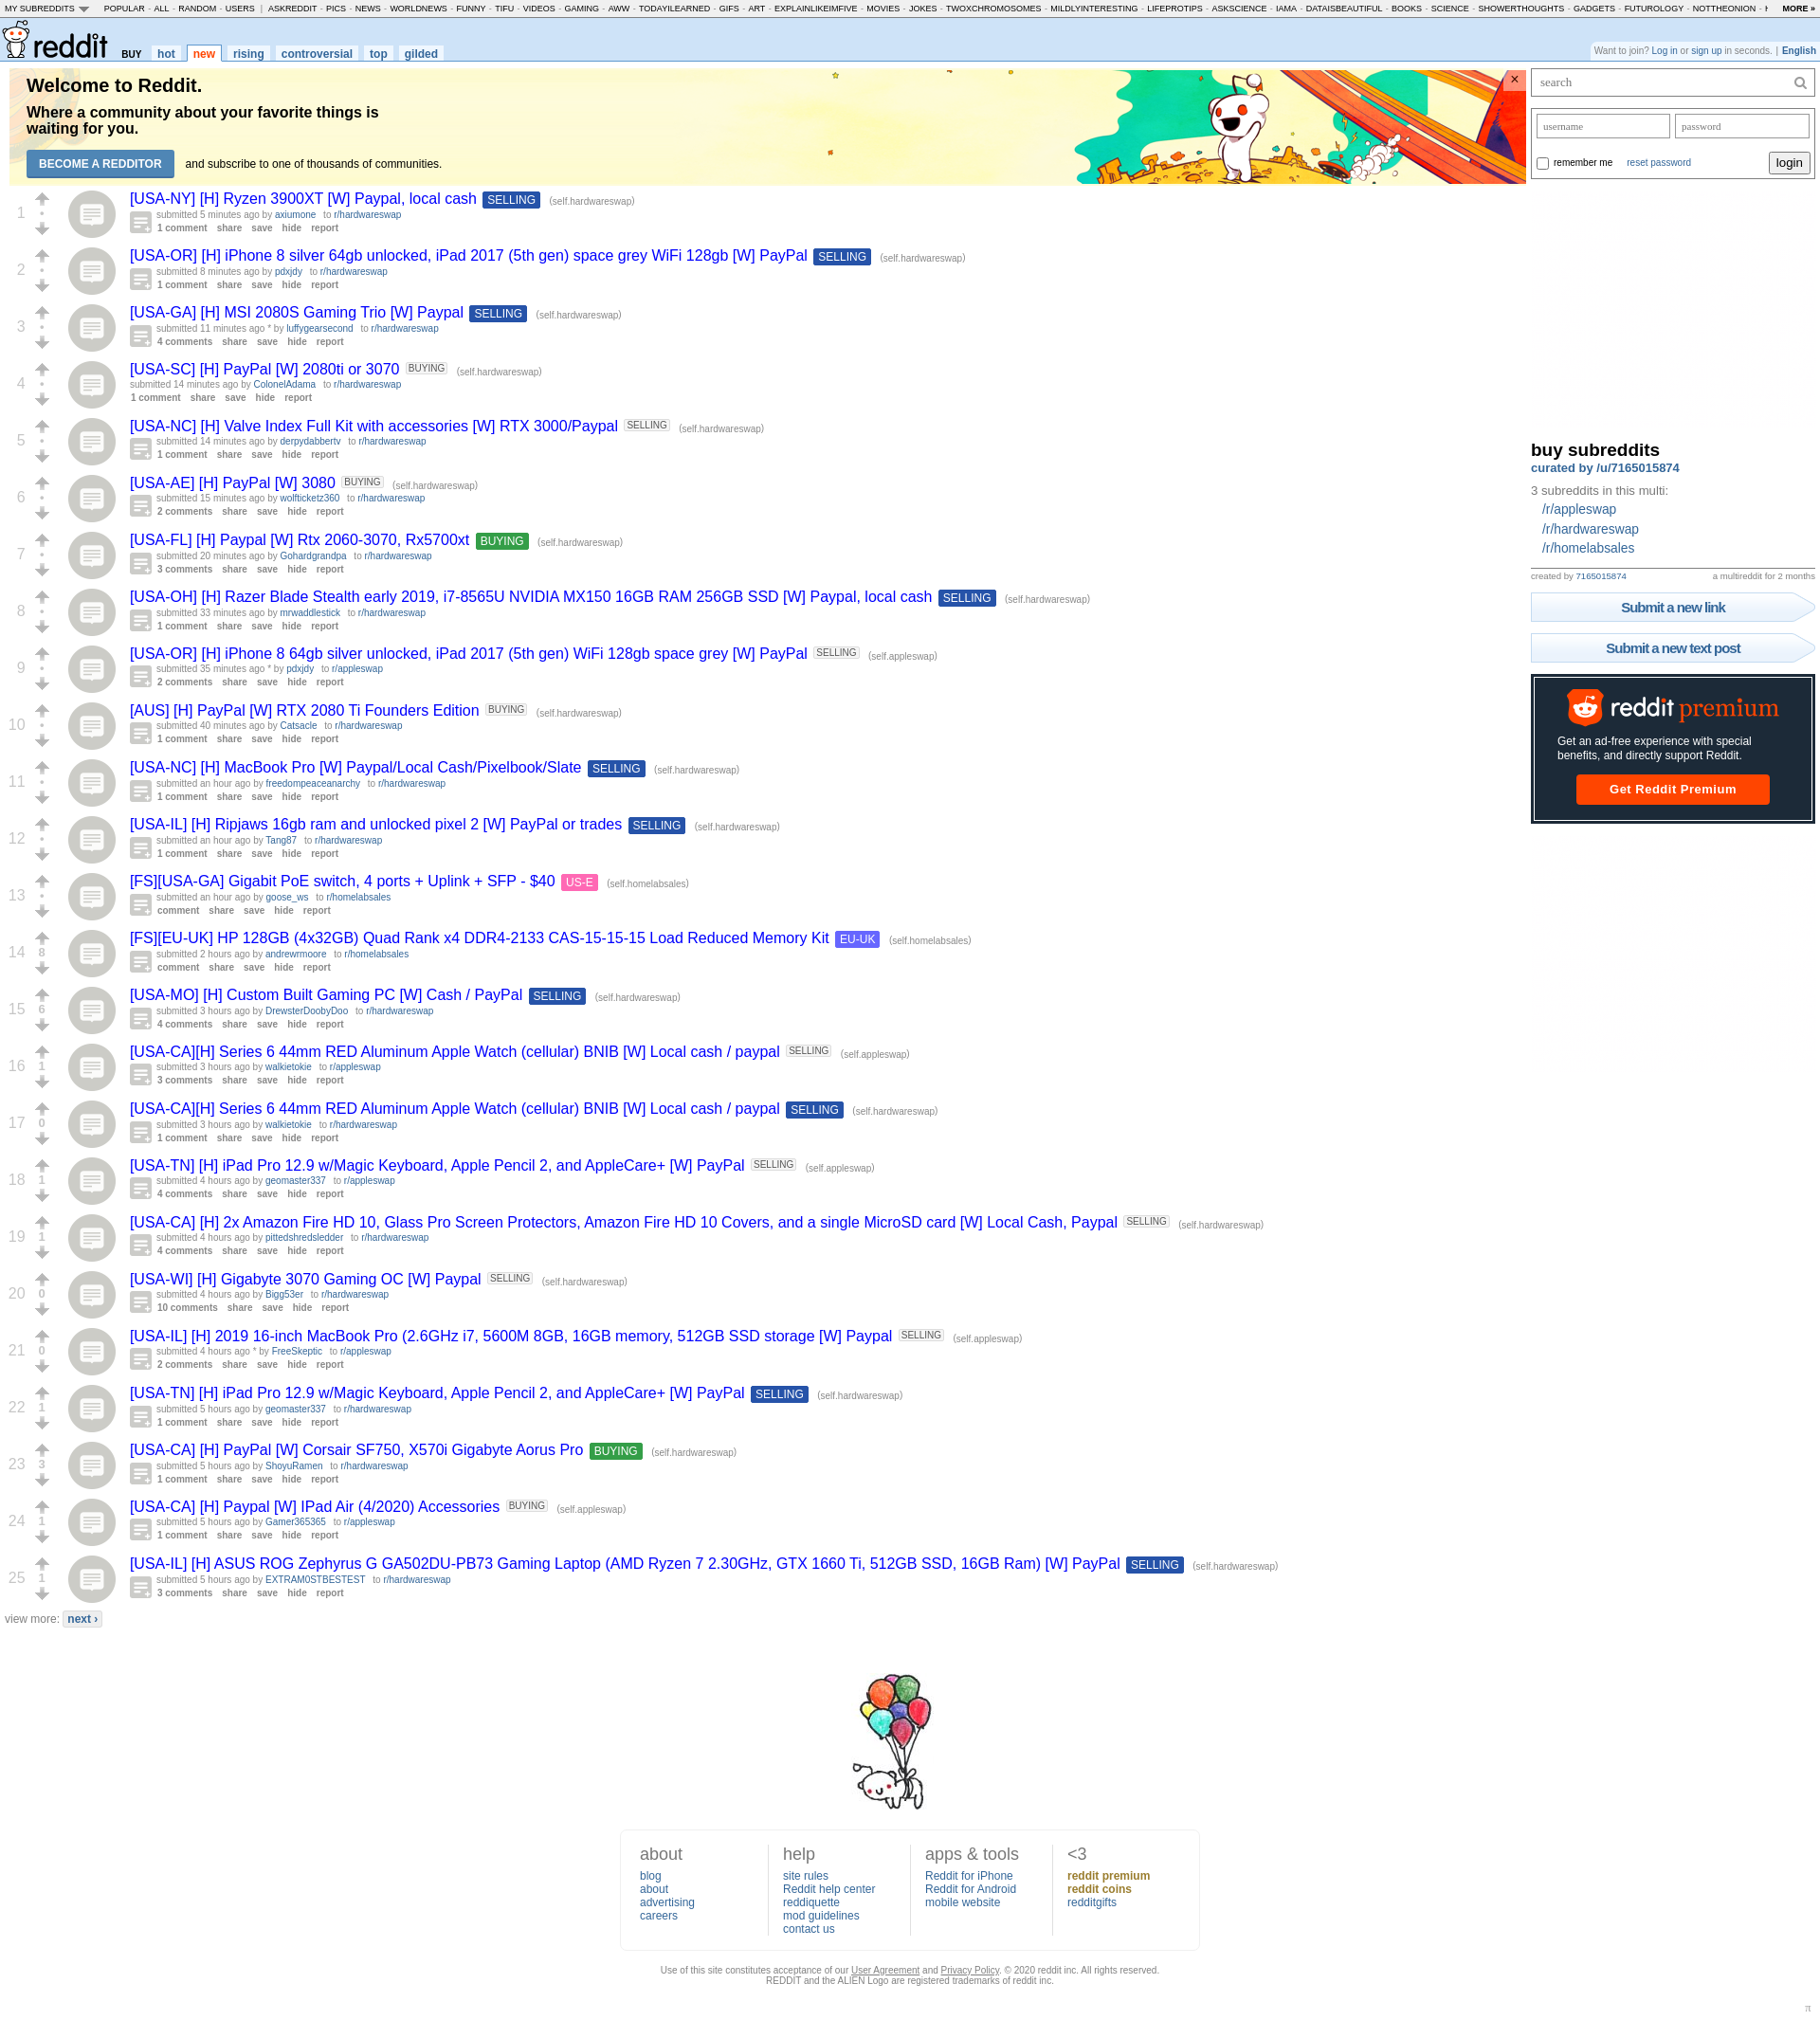 MY SUBREDDITS POPULAR - ALL - RANDOM - USERS | ASKREDDIT - PICS - NEWS - WORLDNEWS - FUNNY - TIFU - VIDEOS - GAMING - AWW - TODAYILEARNED - GIFS - ART - EXPLAINLIKEIMFIVE - MOVIES - JOKES - TWOXCHROMOSOMES - MILDLYINTERESTING - LIFEPROTIPS - ASKSCIENCE - IAMA - DATAISBEAUTIFUL - BOOKS - SCIENCE - SHOWERTHOUGHTS - GADGETS - FUTUROLOGY - NOTTHEONION - MORE »
reddit BUY hot new rising controversial top gilded
Want to join? Log in or sign up in seconds. | English
Welcome to Reddit.
Where a community about your favorite things is
waiting for you.
BECOME A REDDITOR and subscribe to one of thousands of communities.
×
search
username password
remember me reset password login
1 [USA-NY] [H] Ryzen 3900XT [W] Paypal, local cash SELLING (self.hardwareswap)
submitted 5 minutes ago by axiumone to r/hardwareswap
1 comment share save hide report
2 [USA-OR] [H] iPhone 8 silver 64gb unlocked, iPad 2017 (5th gen) space grey WiFi 128gb [W] PayPal SELLING (self.hardwareswap)
submitted 8 minutes ago by pdxjdy to r/hardwareswap
1 comment share save hide report
3 [USA-GA] [H] MSI 2080S Gaming Trio [W] Paypal SELLING (self.hardwareswap)
submitted 11 minutes ago * by luffygearsecond to r/hardwareswap
4 comments share save hide report
4 [USA-SC] [H] PayPal [W] 2080ti or 3070 BUYING (self.hardwareswap)
submitted 14 minutes ago by ColonelAdama to r/hardwareswap
1 comment share save hide report
5 [USA-NC] [H] Valve Index Full Kit with accessories [W] RTX 3000/Paypal SELLING (self.hardwareswap)
submitted 14 minutes ago by derpydabbertv to r/hardwareswap
1 comment share save hide report
6 [USA-AE] [H] PayPal [W] 3080 BUYING (self.hardwareswap)
submitted 15 minutes ago by wolfticketz360 to r/hardwareswap
2 comments share save hide report
7 [USA-FL] [H] Paypal [W] Rtx 2060-3070, Rx5700xt BUYING (self.hardwareswap)
submitted 20 minutes ago by Gohardgrandpa to r/hardwareswap
3 comments share save hide report
8 [USA-OH] [H] Razer Blade Stealth early 2019, i7-8565U NVIDIA MX150 16GB RAM 256GB SSD [W] Paypal, local cash SELLING (self.hardwareswap)
submitted 33 minutes ago by mrwaddlestick to r/hardwareswap
1 comment share save hide report
9 [USA-OR] [H] iPhone 8 64gb silver unlocked, iPad 2017 (5th gen) WiFi 128gb space grey [W] PayPal SELLING (self.appleswap)
submitted 35 minutes ago * by pdxjdy to r/appleswap
2 comments share save hide report
10 [AUS] [H] PayPal [W] RTX 2080 Ti Founders Edition BUYING (self.hardwareswap)
submitted 40 minutes ago by Catsacle to r/hardwareswap
1 comment share save hide report
11 [USA-NC] [H] MacBook Pro [W] Paypal/Local Cash/Pixelbook/Slate SELLING (self.hardwareswap)
submitted an hour ago by freedompeaceanarchy to r/hardwareswap
1 comment share save hide report
12 [USA-IL] [H] Ripjaws 16gb ram and unlocked pixel 2 [W] PayPal or trades SELLING (self.hardwareswap)
submitted an hour ago by Tang87 to r/hardwareswap
1 comment share save hide report
13 [FS][USA-GA] Gigabit PoE switch, 4 ports + Uplink + SFP - $40 US-E (self.homelabsales)
submitted an hour ago by goose_ws to r/homelabsales
comment share save hide report
14 8 [FS][EU-UK] HP 128GB (4x32GB) Quad Rank x4 DDR4-2133 CAS-15-15-15 Load Reduced Memory Kit EU-UK (self.homelabsales)
submitted 2 hours ago by andrewrmoore to r/homelabsales
comment share save hide report
15 6 [USA-MO] [H] Custom Built Gaming PC [W] Cash / PayPal SELLING (self.hardwareswap)
submitted 3 hours ago by DrewsterDoobyDoo to r/hardwareswap
4 comments share save hide report
16 1 [USA-CA][H] Series 6 44mm RED Aluminum Apple Watch (cellular) BNIB [W] Local cash / paypal SELLING (self.appleswap)
submitted 3 hours ago by walkietokie to r/appleswap
3 comments share save hide report
17 0 [USA-CA][H] Series 6 44mm RED Aluminum Apple Watch (cellular) BNIB [W] Local cash / paypal SELLING (self.hardwareswap)
submitted 3 hours ago by walkietokie to r/hardwareswap
1 comment share save hide report
18 1 [USA-TN] [H] iPad Pro 12.9 w/Magic Keyboard, Apple Pencil 2, and AppleCare+ [W] PayPal SELLING (self.appleswap)
submitted 4 hours ago by geomaster337 to r/appleswap
4 comments share save hide report
19 1 [USA-CA] [H] 2x Amazon Fire HD 10, Glass Pro Screen Protectors, Amazon Fire HD 10 Covers, and a single MicroSD card [W] Local Cash, Paypal SELLING (self.hardwareswap)
submitted 4 hours ago by pittedshredsledder to r/hardwareswap
4 comments share save hide report
20 0 [USA-WI] [H] Gigabyte 3070 Gaming OC [W] Paypal SELLING (self.hardwareswap)
submitted 4 hours ago by Bigg53er to r/hardwareswap
10 comments share save hide report
21 0 [USA-IL] [H] 2019 16-inch MacBook Pro (2.6GHz i7, 5600M 8GB, 16GB memory, 512GB SSD storage [W] Paypal SELLING (self.appleswap)
submitted 4 hours ago * by FreeSkeptic to r/appleswap
2 comments share save hide report
22 1 [USA-TN] [H] iPad Pro 12.9 w/Magic Keyboard, Apple Pencil 2, and AppleCare+ [W] PayPal SELLING (self.hardwareswap)
submitted 5 hours ago by geomaster337 to r/hardwareswap
1 comment share save hide report
23 3 [USA-CA] [H] PayPal [W] Corsair SF750, X570i Gigabyte Aorus Pro BUYING (self.hardwareswap)
submitted 5 hours ago by ShoyuRamen to r/hardwareswap
1 comment share save hide report
24 1 [USA-CA] [H] Paypal [W] IPad Air (4/2020) Accessories BUYING (self.appleswap)
submitted 5 hours ago by Gamer365365 to r/appleswap
1 comment share save hide report
25 1 [USA-IL] [H] ASUS ROG Zephyrus G GA502DU-PB73 Gaming Laptop (AMD Ryzen 7 2.30GHz, GTX 1660 Ti, 512GB SSD, 16GB Ram) [W] PayPal SELLING (self.hardwareswap)
submitted 5 hours ago by EXTRAM0STBESTEST to r/hardwareswap
3 comments share save hide report
view more: next ›
buy subreddits
curated by /u/7165015874
3 subreddits in this multi:
/r/appleswap
/r/hardwareswap
/r/homelabsales
created by 7165015874 a multireddit for 2 months
Submit a new link
Submit a new text post
reddit premium
Get an ad-free experience with special
benefits, and directly support Reddit.
Get Reddit Premium
about
blog
about
advertising
careers
help
site rules
Reddit help center
reddiquette
mod guidelines
contact us
apps & tools
Reddit for iPhone
Reddit for Android
mobile website
<3
reddit premium
reddit coins
redditgifts
Use of this site constitutes acceptance of our User Agreement and Privacy Policy. © 2020 reddit inc. All rights reserved.
REDDIT and the ALIEN Logo are registered trademarks of reddit inc.
π